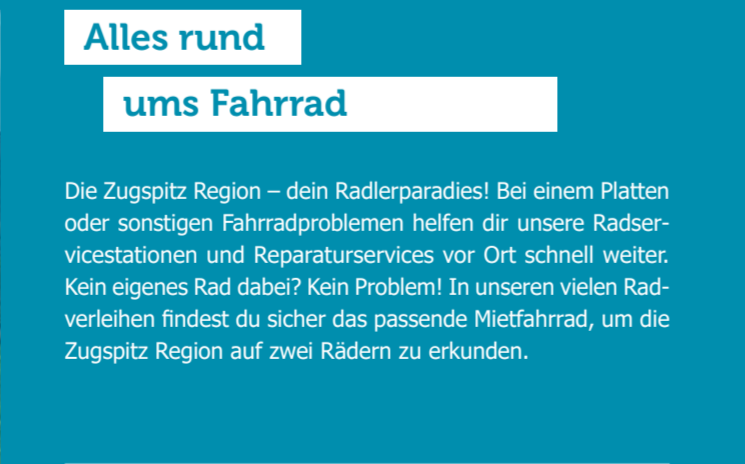 Alles rund
ums Fahrrad
Die Zugspitz Region – dein Radlerparadies! Bei einem Platten
oder sonstigen Fahrradproblemen helfen dir unsere Radser-
vicestationen und Reparaturservices vor Ort schnell weiter.
Kein eigenes Rad dabei? Kein Problem! In unseren vielen Rad-
verleihen findest du sicher das passende Mietfahrrad, um die
Zugspitz Region auf zwei Rädern zu erkunden.